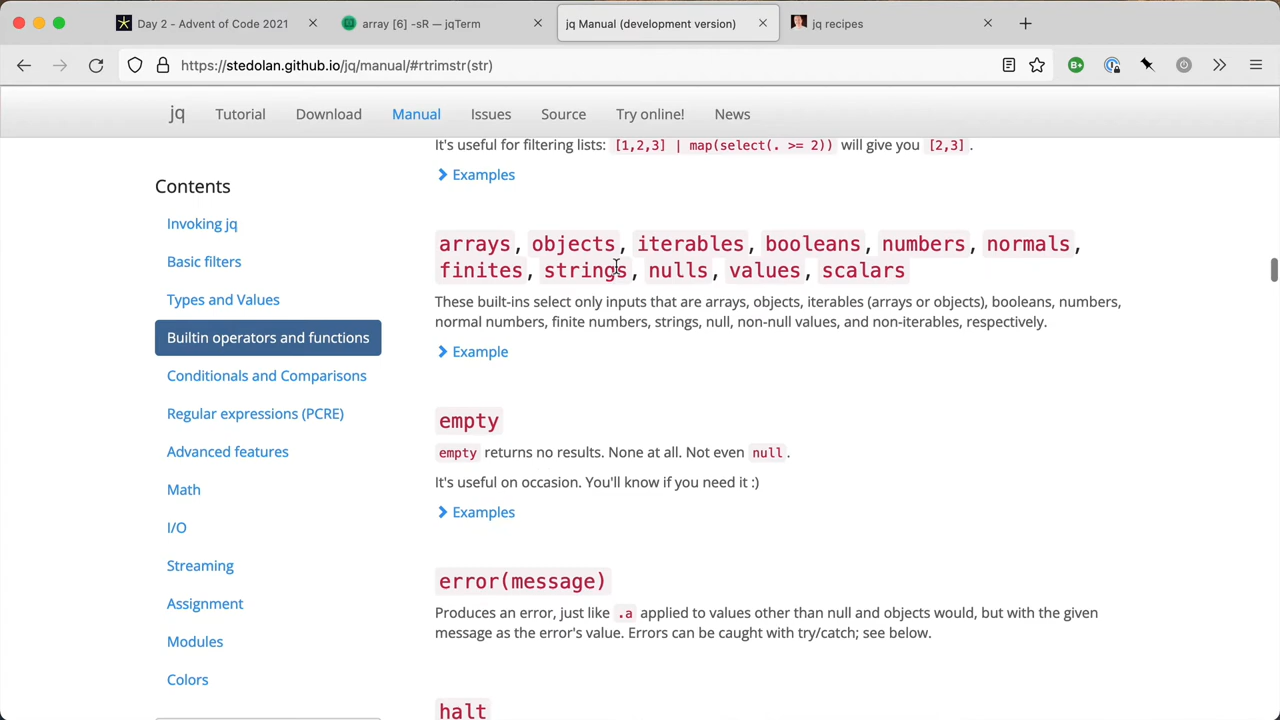 Day 2 - Advent of Code 2021
array [6] -sR — jqTerm
jq Manual (development version)
jq recipes
https://stedolan.github.io/jq/manual/#rtrimstr(str)
jq Tutorial Download Manual Issues Source Try online! News
It's useful for filtering lists: [1,2,3] | map(select(. >= 2)) will give you [2,3].
Examples
Contents
Invoking jq
Basic filters
Types and Values
Builtin operators and functions
Conditionals and Comparisons
Regular expressions (PCRE)
Advanced features
Math
I/O
Streaming
Assignment
Modules
Colors
arrays, objects, iterables, booleans, numbers, normals,
finites, strings, nulls, values, scalars
These built-ins select only inputs that are arrays, objects, iterables (arrays or objects), booleans, numbers,
normal numbers, finite numbers, strings, null, non-null values, and non-iterables, respectively.
Example
empty
empty returns no results. None at all. Not even null.
It's useful on occasion. You'll know if you need it :)
Examples
error(message)
Produces an error, just like .a applied to values other than null and objects would, but with the given
message as the error's value. Errors can be caught with try/catch; see below.
halt